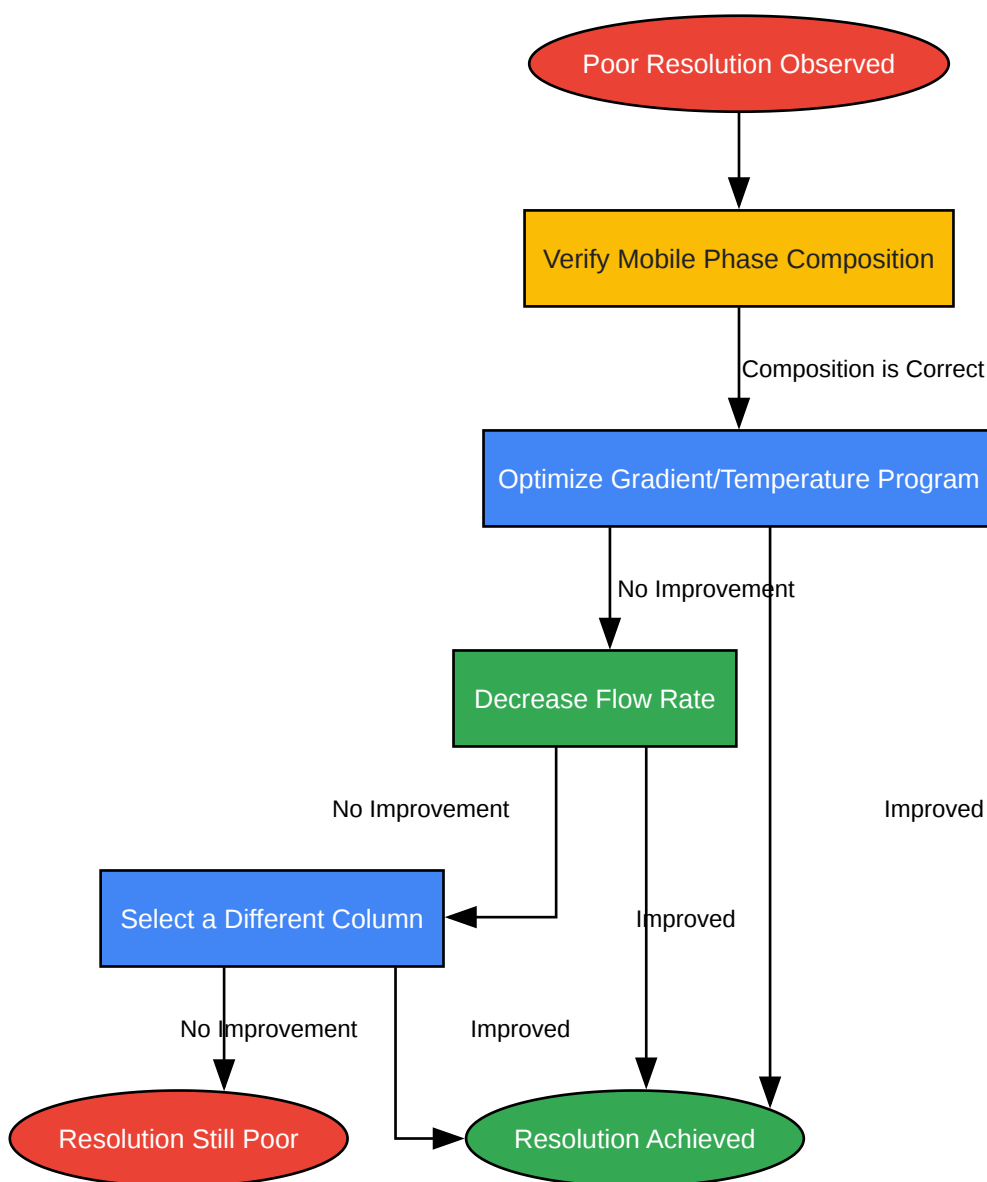 Poor Resolution Observed
Verify Mobile Phase Composition
Composition is Correct
Optimize Gradient/Temperature Program
No Improvement
Decrease Flow Rate
No Improvement
Improved
Select a Different Column
Improved
No Improvement
Improved
Resolution Still Poor
Resolution Achieved